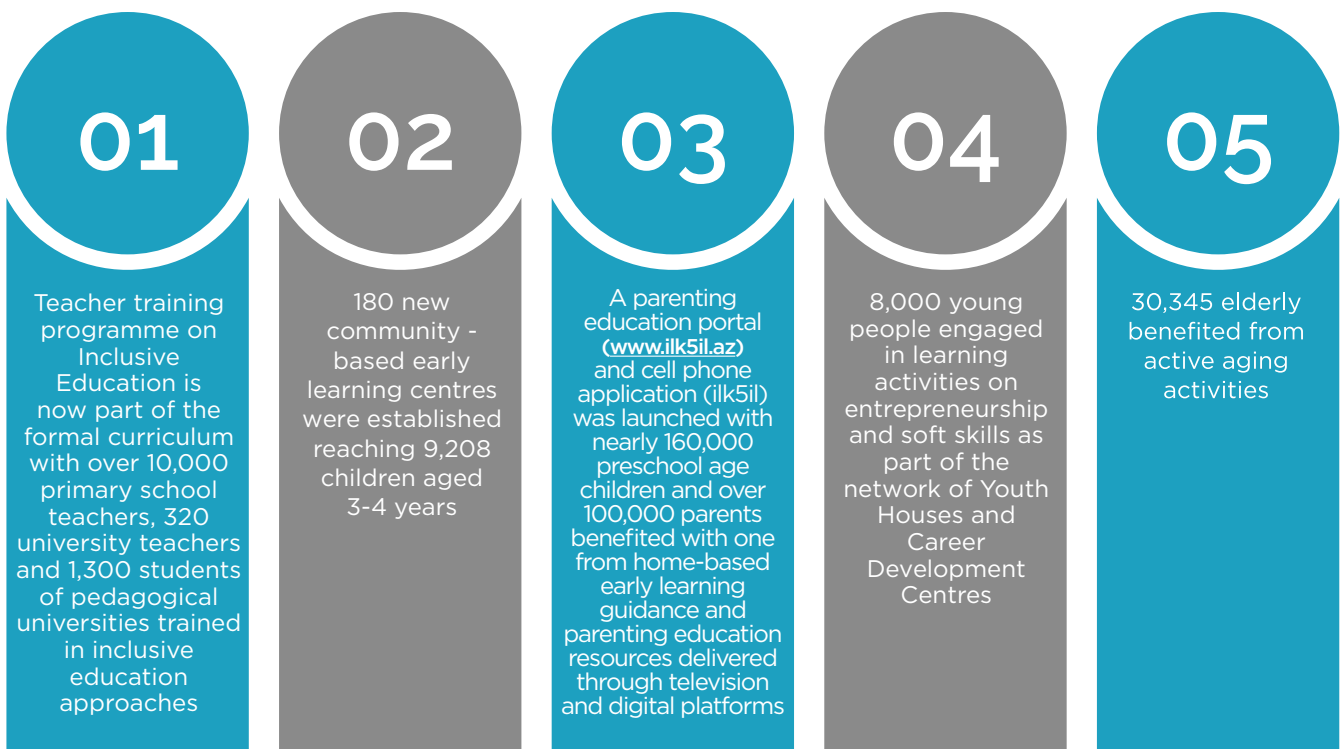 01
Teacher training
programme on
Inclusive
Education is
now part of the
formal curriculum
with over 10,000
primary school
teachers, 320
university teachers
and 1,300 students
of pedagogical
universities trained
in inclusive
education
approaches
02
180 new
community -
based early
learning centres
were established
reaching 9,208
children aged
3-4 years
03
A parenting
education portal
(www.ilk5il.az)
and cell phone
application (ilk5il)
was launched with
nearly 160,000
preschool age
children and over
100,000 parents
benefited with one
from home-based
early learning
guidance and
parenting education
resources delivered
through television
and digital platforms
04
8,000 young
people engaged
in learning
activities on
entrepreneurship
and soft skills as
part of the
network of Youth
Houses and
Career
Development
Centres
05
30,345 elderly
benefited from
active aging
activities